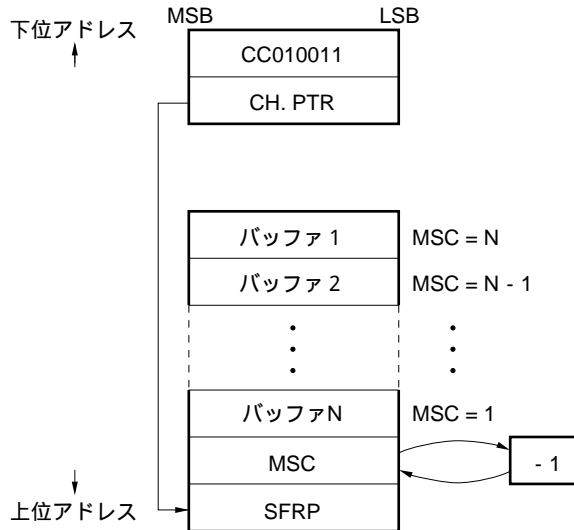 MSB LSB
下位アドレス
CC010011
CH. PTR
バッファ 1 MSC = N
バッファ 2 MSC = N - 1
バッファN MSC = 1
MSC - 1
上位アドレス SFRP